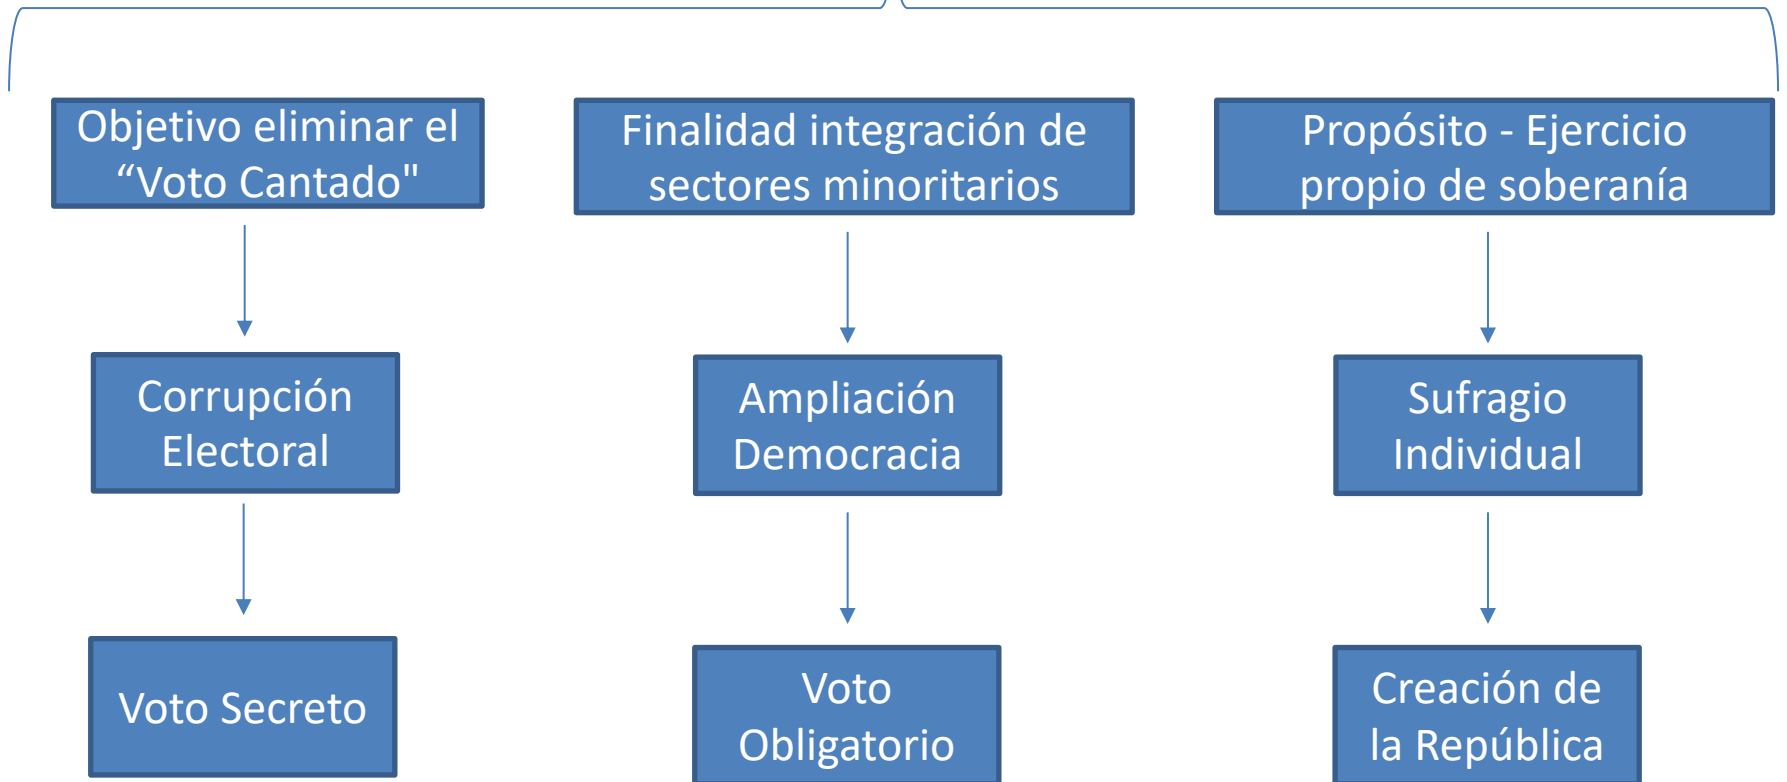 Objetivo eliminar el
“Voto Cantado"
Finalidad integración de
sectores minoritarios
Propósito - Ejercicio
propio de soberanía
Corrupción
Electoral
Ampliación
Democracia
Sufragio
Individual
Voto Secreto
Voto
Obligatorio
Creación de
la República